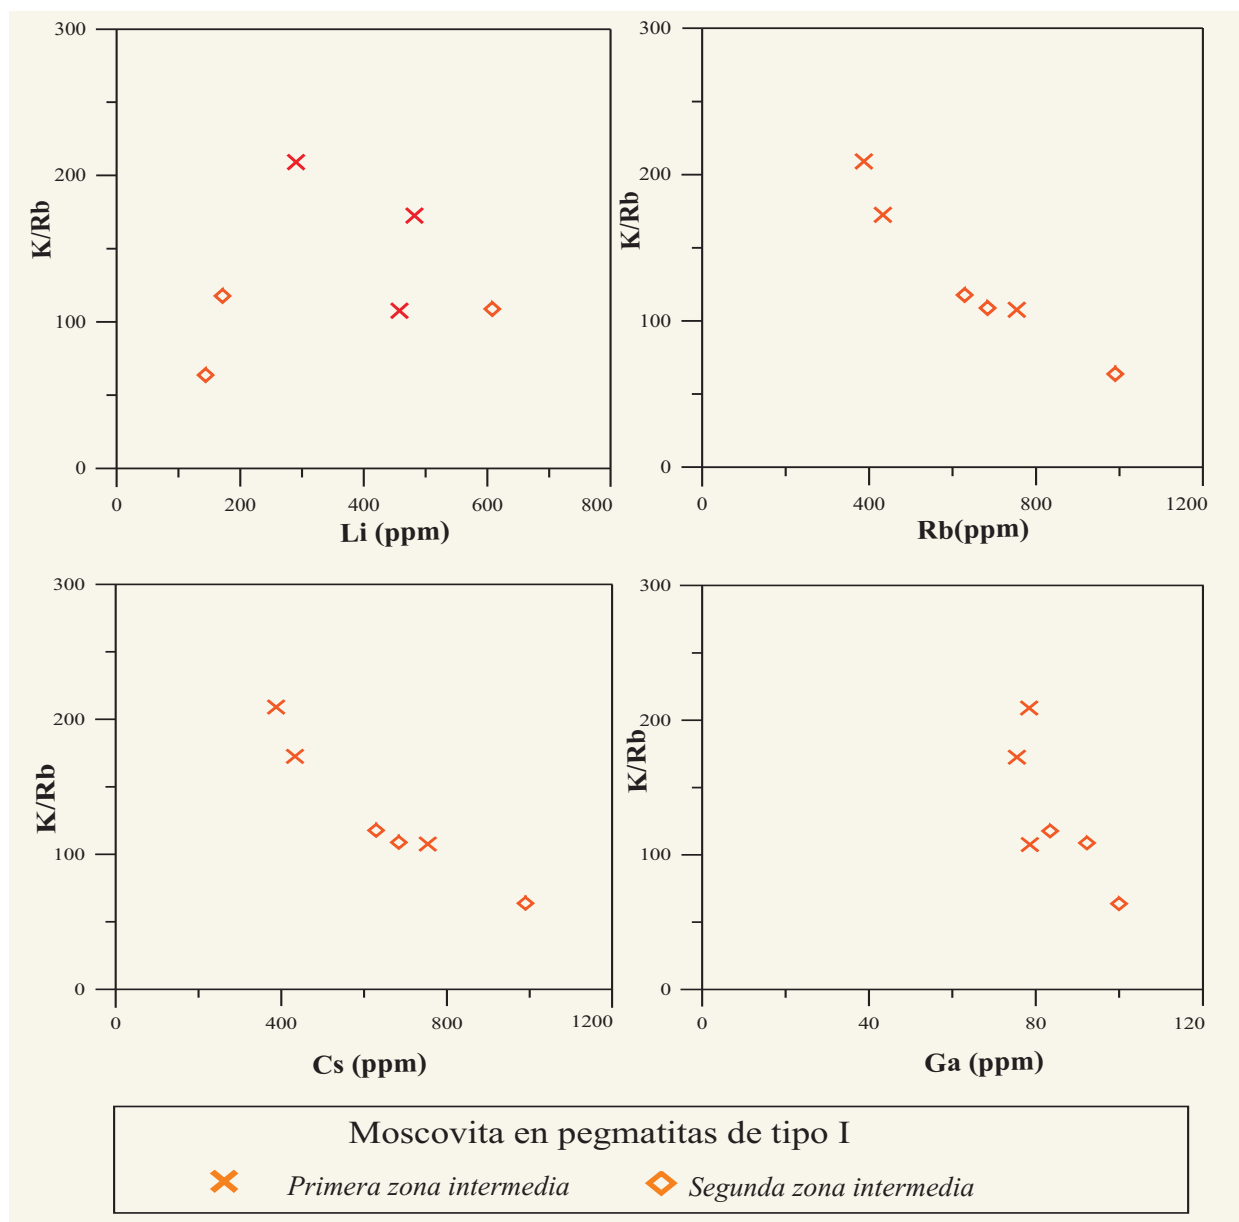 300
200
100
0
K/Rb
0 200 400 600 800
Li (ppm)
300
200
100
0
K/Rb
0 400 800 1200
Rb(ppm)
300
200
100
0
K/Rb
0 400 800 1200
Cs (ppm)
300
200
100
0
K/Rb
0 40 80 120
Ga (ppm)
Moscovita en pegmatitas de tipo I
Primera zona intermedia
Segunda zona intermedia